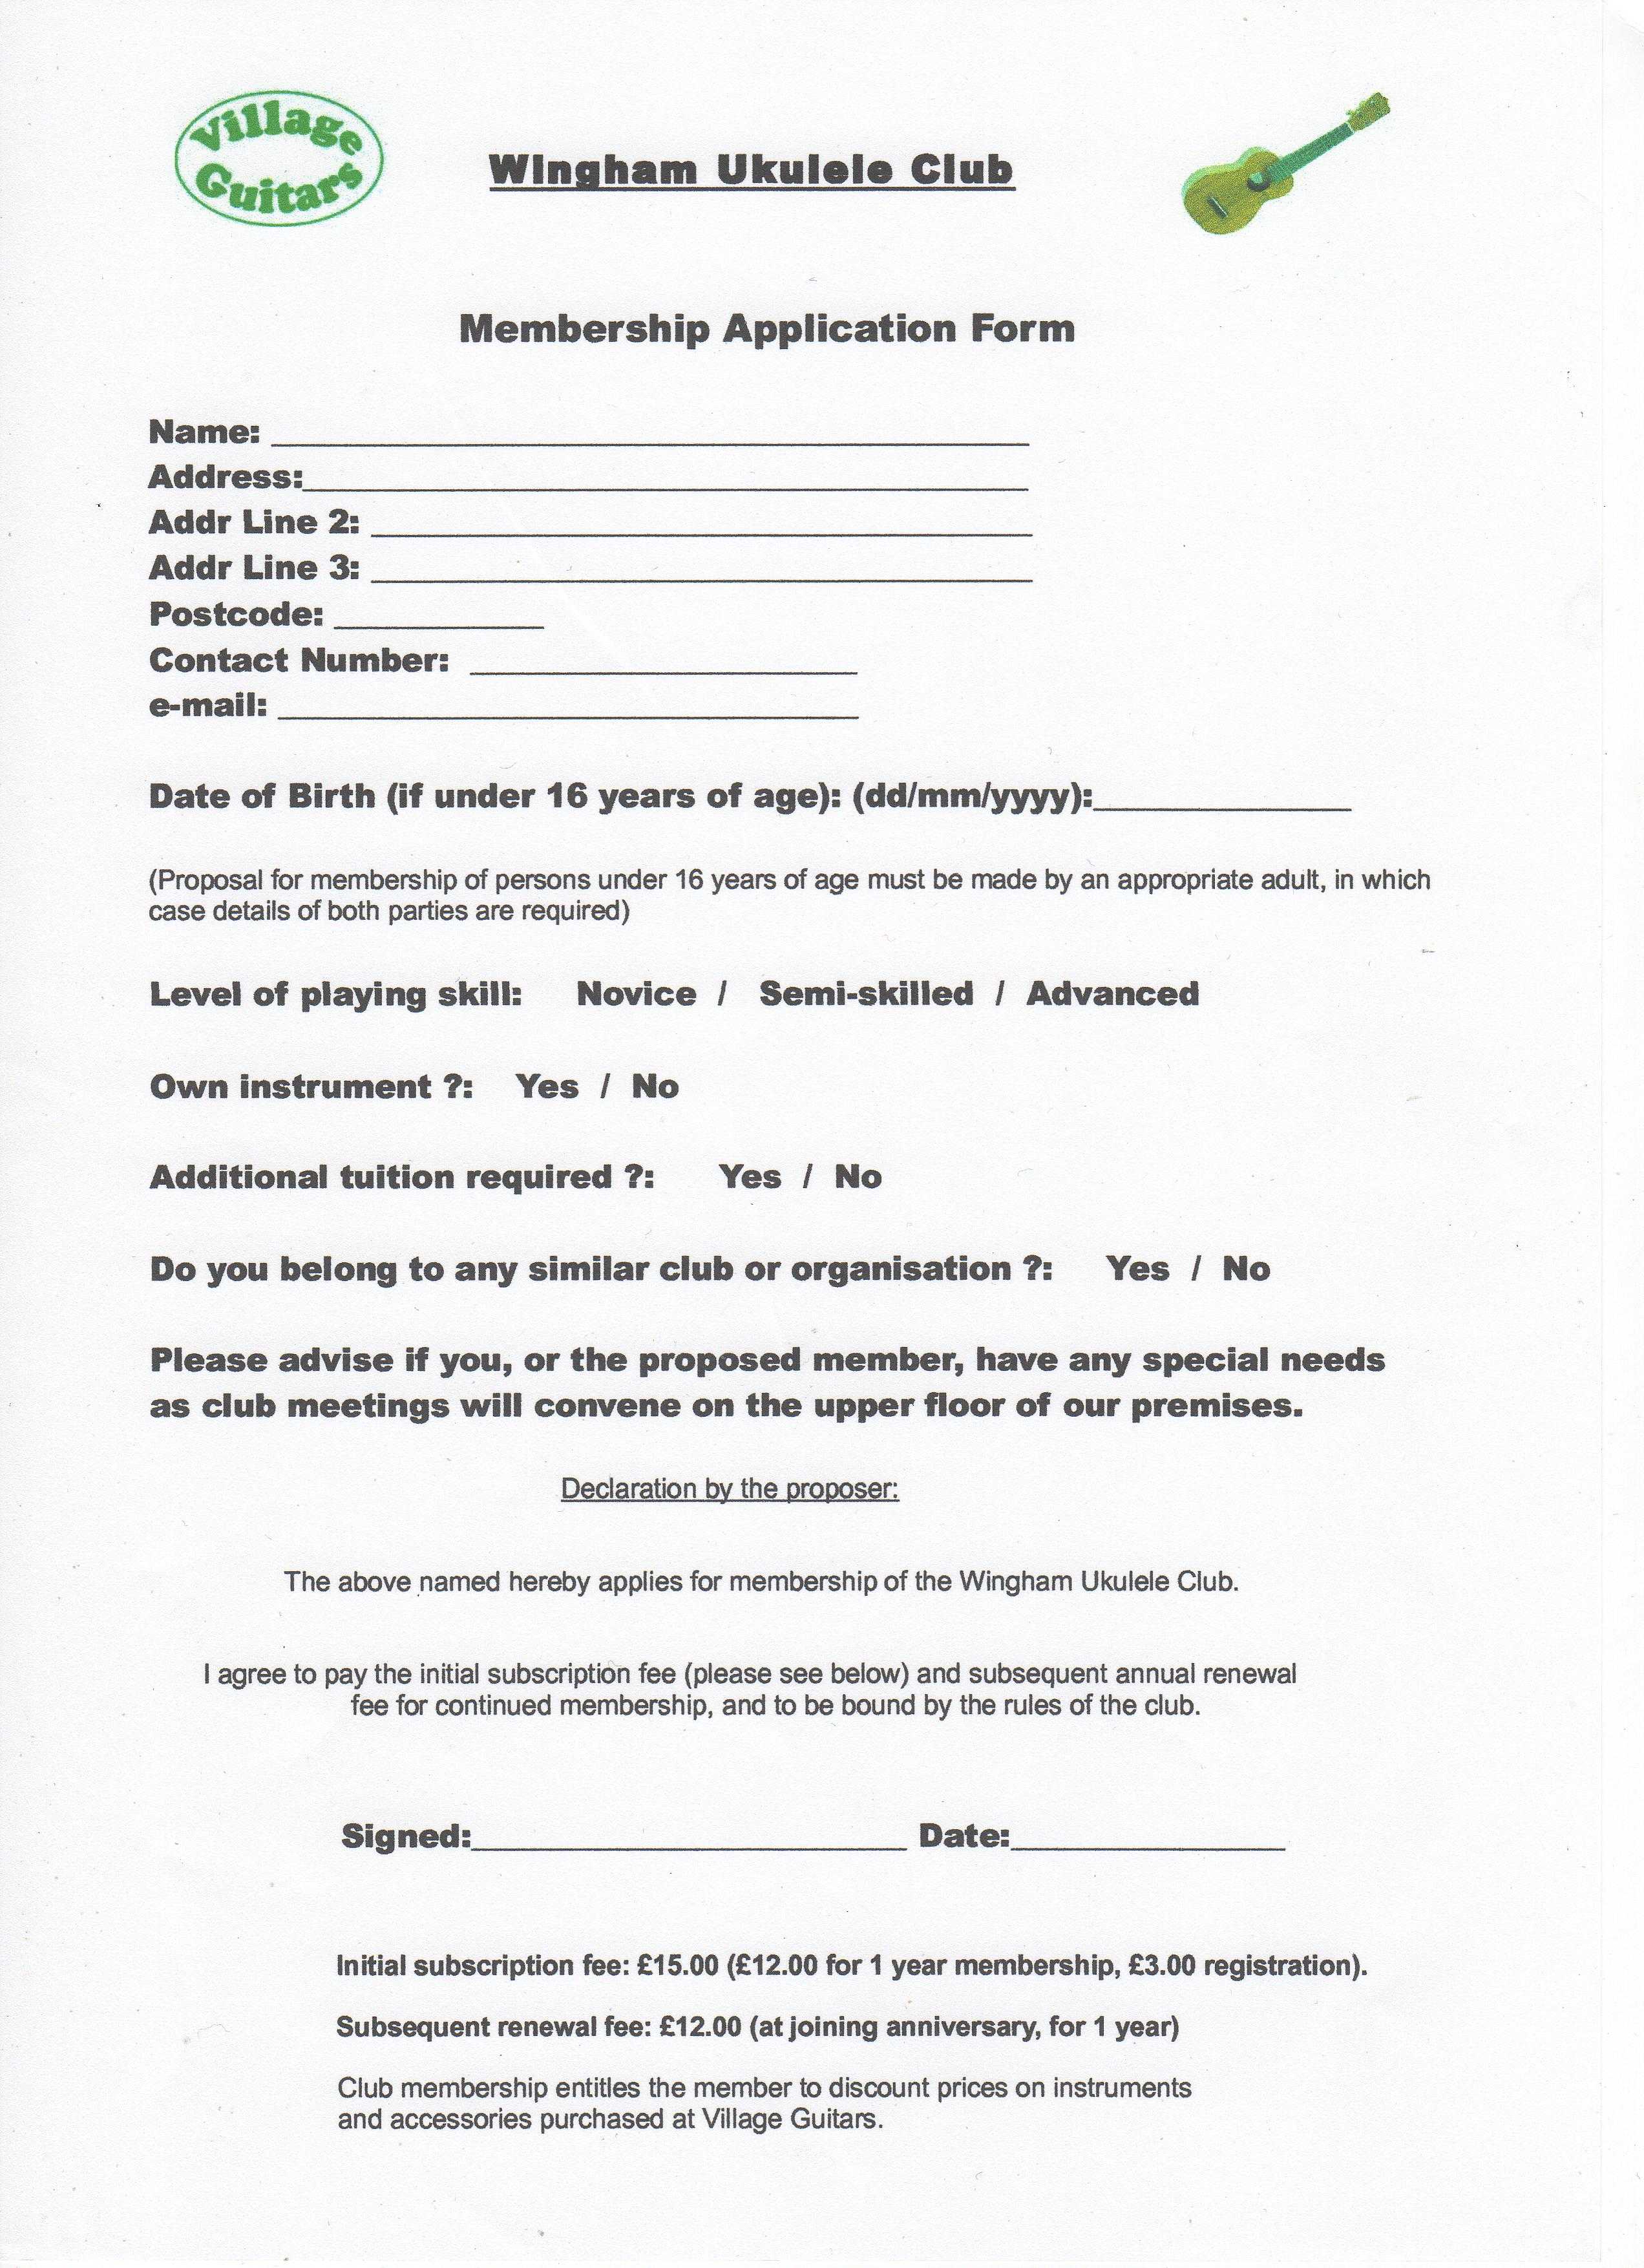 Village Guitars
WIngham Ukulele Club
Membership Application Form
Name: ____________________
Address:____________________
Addr Line 2: ____________________
Addr Line 3: ____________________
Postcode: __________
Contact Number: ____________________
e-mail: ____________________
Date of Birth (if under 16 years of age): (dd/mm/yyyy):____________
(Proposal for membership of persons under 16 years of age must be made by an appropriate adult, in which
case details of both parties are required)
Level of playing skill: Novice / Semi-skilled / Advanced
Own instrument ?: Yes / No
Additional tuition required ?: Yes / No
Do you belong to any similar club or organisation ?: Yes / No
Please advise if you, or the proposed member, have any special needs
as club meetings will convene on the upper floor of our premises.
Declaration by the proposer:
The above named hereby applies for membership of the Wingham Ukulele Club.
I agree to pay the initial subscription fee (please see below) and subsequent annual renewal
fee for continued membership, and to be bound by the rules of the club.
Signed:____________________ Date:____________
Initial subscription fee: £15.00 (£12.00 for 1 year membership, £3.00 registration).
Subsequent renewal fee: £12.00 (at joining anniversary, for 1 year)
Club membership entitles the member to discount prices on instruments
and accessories purchased at Village Guitars.